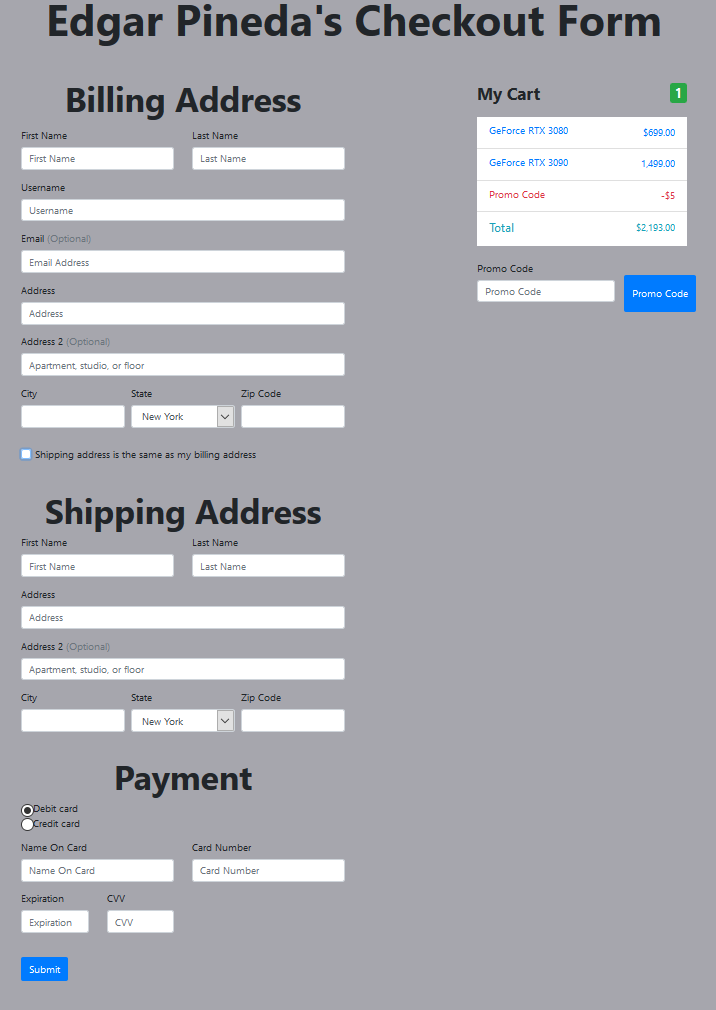 Edgar Pineda's Checkout Form
Billing Address
First Name Last Name
First Name Last Name
Username
Username
Email (Optional)
Email Address
Address
Address
Address 2 (Optional)
Apartment, studio, or floor
City State Zip Code
New York
Shipping address is the same as my billing address
Shipping Address
First Name Last Name
First Name Last Name
Address
Address
Address 2 (Optional)
Apartment, studio, or floor
City State Zip Code
New York
Payment
Debit card
Credit card
Name On Card Card Number
Name On Card Card Number
Expiration CVV
Expiration CVV
Submit
My Cart 1
GeForce RTX 3080 $699.00
GeForce RTX 3090 1,499.00
Promo Code -$5
Total $2,193.00
Promo Code
Promo Code Promo Code